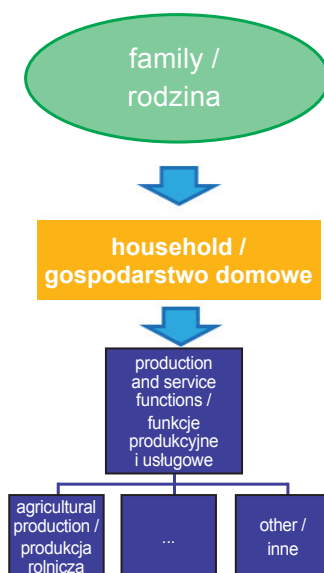 family /
rodzina
household /
gospodarstwo domowe
production
and service
functions /
funkcje
produkcyjne
i usługowe
agricultural
production /
produkcja
rolnicza
...
other /
inne